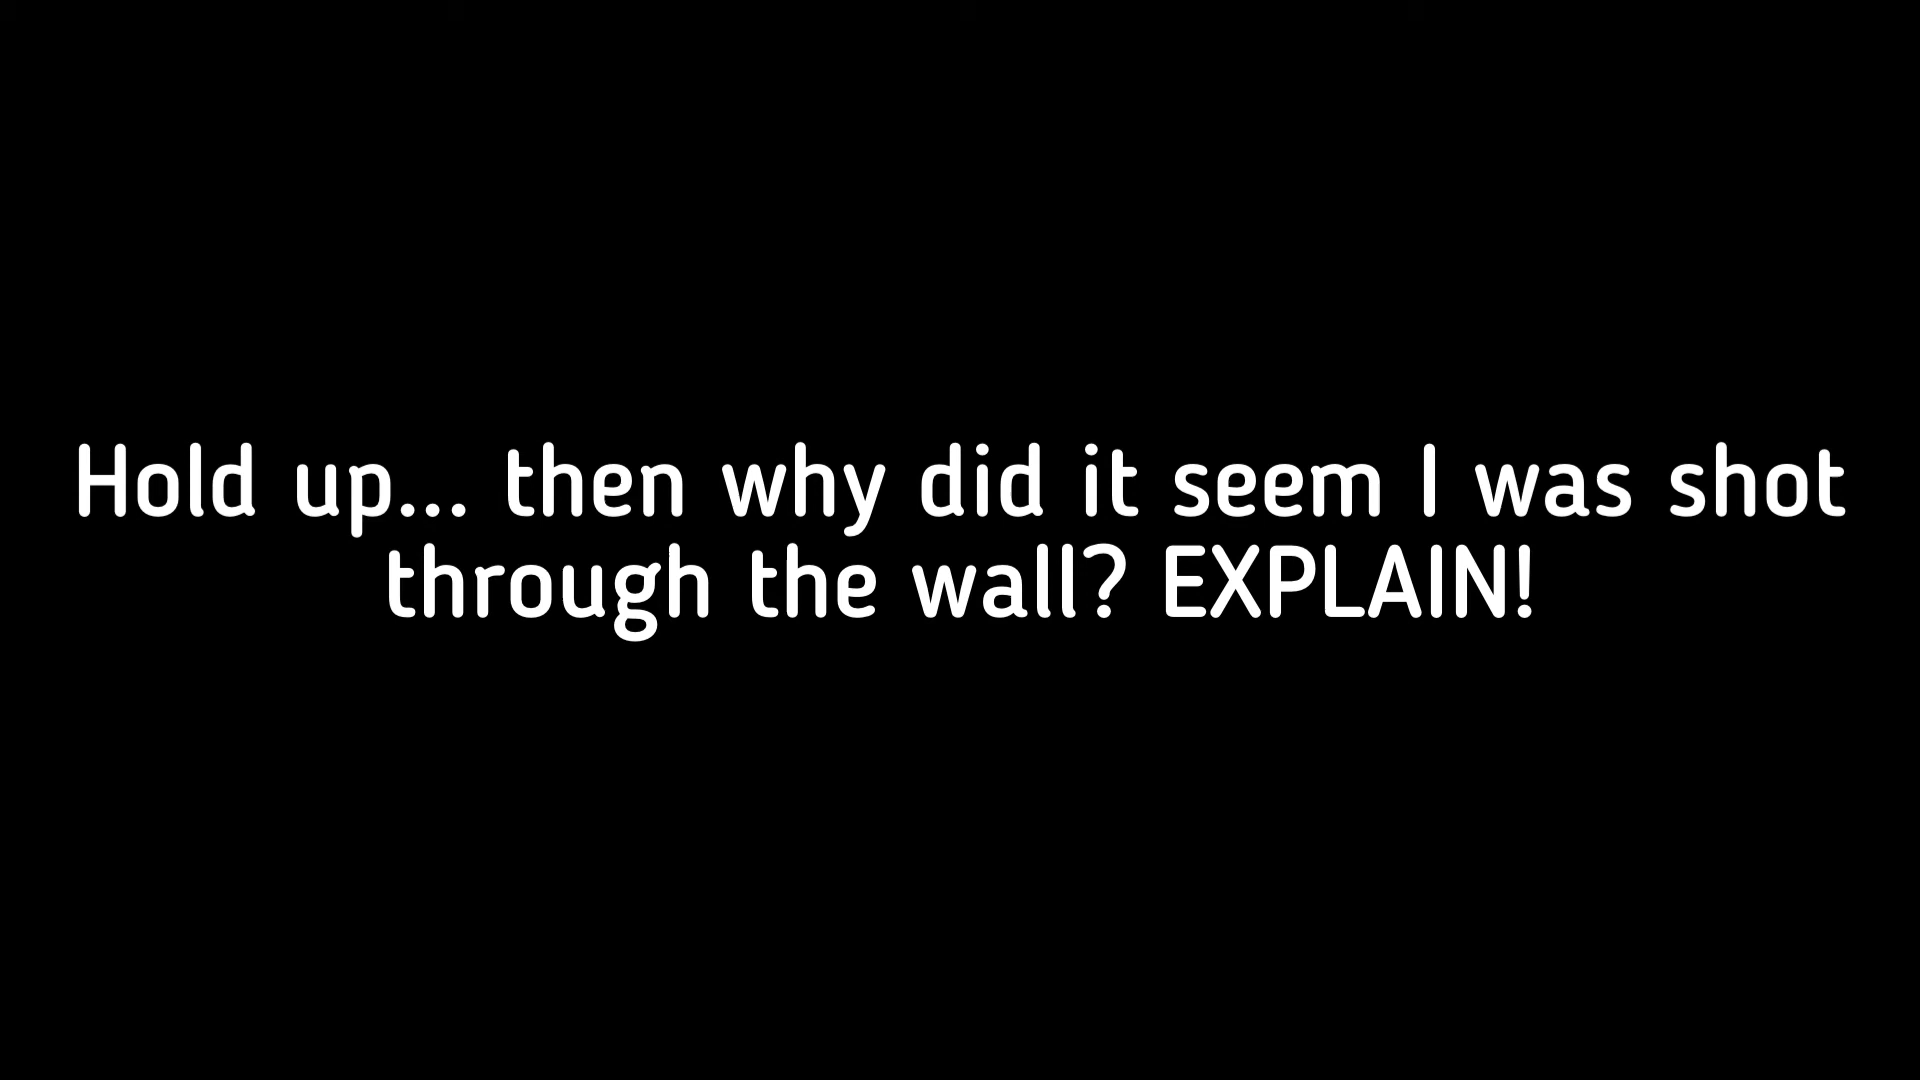 Hold up... then why did it seem I was shot
through the wall? EXPLAIN!